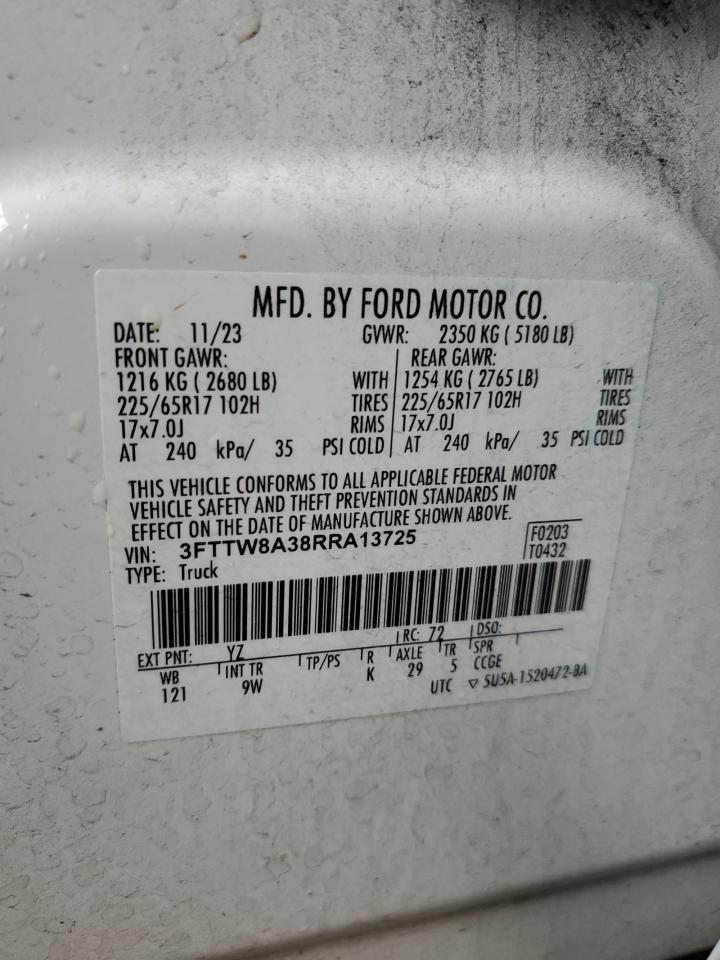 MFD. BY FORD MOTOR CO.
DATE: 11/23 GVWR: 2350 KG ( 5180 LB)
FRONT GAWR: REAR GAWR:
1216 KG ( 2680 LB) WITH 1254 KG ( 2765 LB) WITH
225/65R17 102H TIRES 225/65R17 102H TIRES
17x7.0J RIMS 17x7.0J RIMS
AT 240 kPa/ 35 PSI COLD AT 240 kPa/ 35 PSI COLD
THIS VEHICLE CONFORMS TO ALL APPLICABLE FEDERAL MOTOR
VEHICLE SAFETY AND THEFT PREVENTION STANDARDS IN
EFFECT ON THE DATE OF MANUFACTURE SHOWN ABOVE.
VIN: 3FTTW8A38RRA13725 F0203
TYPE: Truck T0432
EXT PNT: YZ RC: 72 DSO:
WB INT TR TP/PS R AXLE TR SPR
121 9W K 29 5 CCGE
UTC ▽ 5U5A-1520472-BA